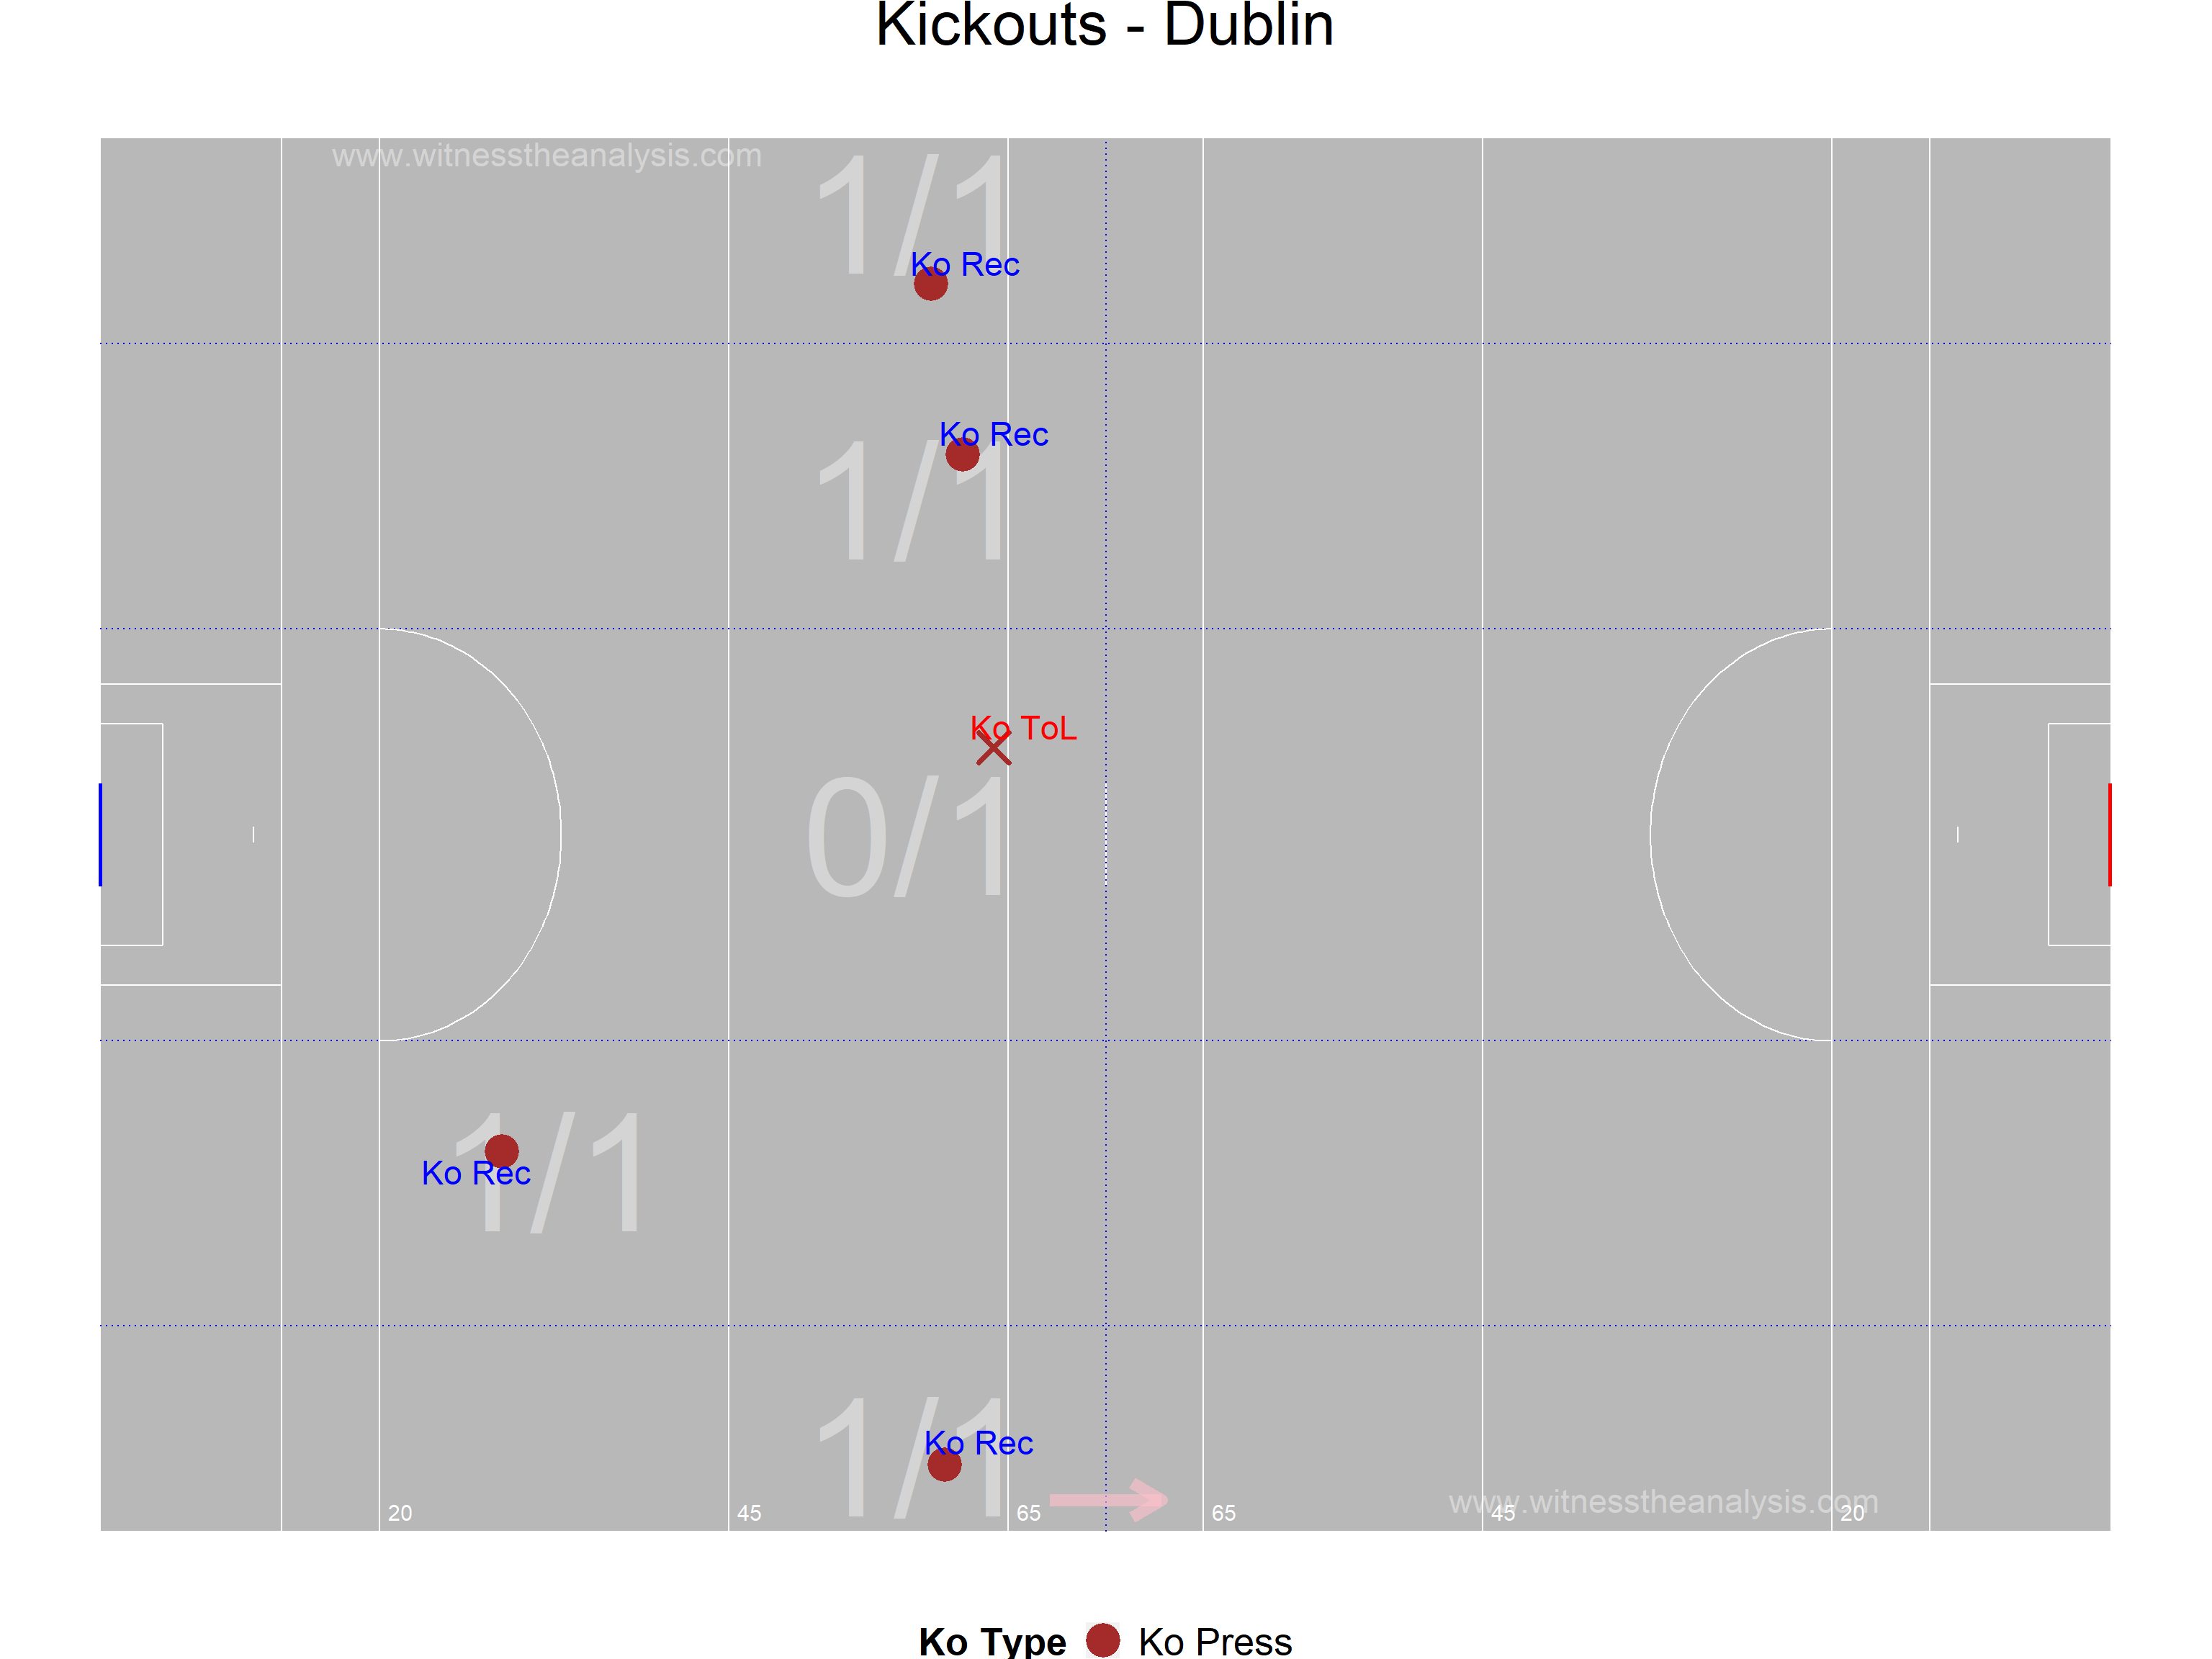 Kickouts - Dublin
www.witnesstheanalysis.com
1/1
Ko Rec
Ko Rec
1/1
Ko ToL
0/1
1/1
Ko Rec
1/1
Ko Rec
www.witnesstheanalysis.com
20 45 65 65 45 20
Ko Type Ko Press